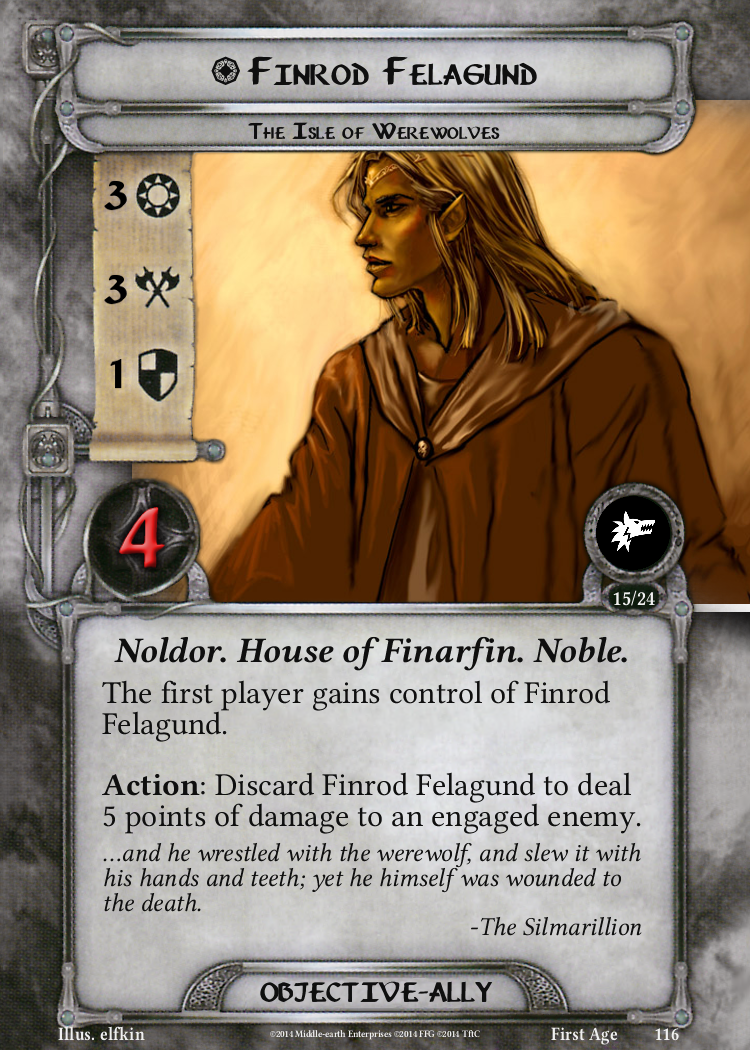 Finrod Felagund
The Isle of Werewolves
3
3
1
4
15/24
Noldor. House of Finarfin. Noble.
The first player gains control of Finrod
Felagund.
Action: Discard Finrod Felagund to deal
5 points of damage to an engaged enemy.
…and he wrestled with the werewolf, and slew it with
his hands and teeth; yet he himself was wounded to
the death.
-The Silmarillion
OBJECTIVE-ALLY
Illus. elfkin
©2014 Middle-earth Enterprises ©2014 FFG ©2014 TftC
First Age
116